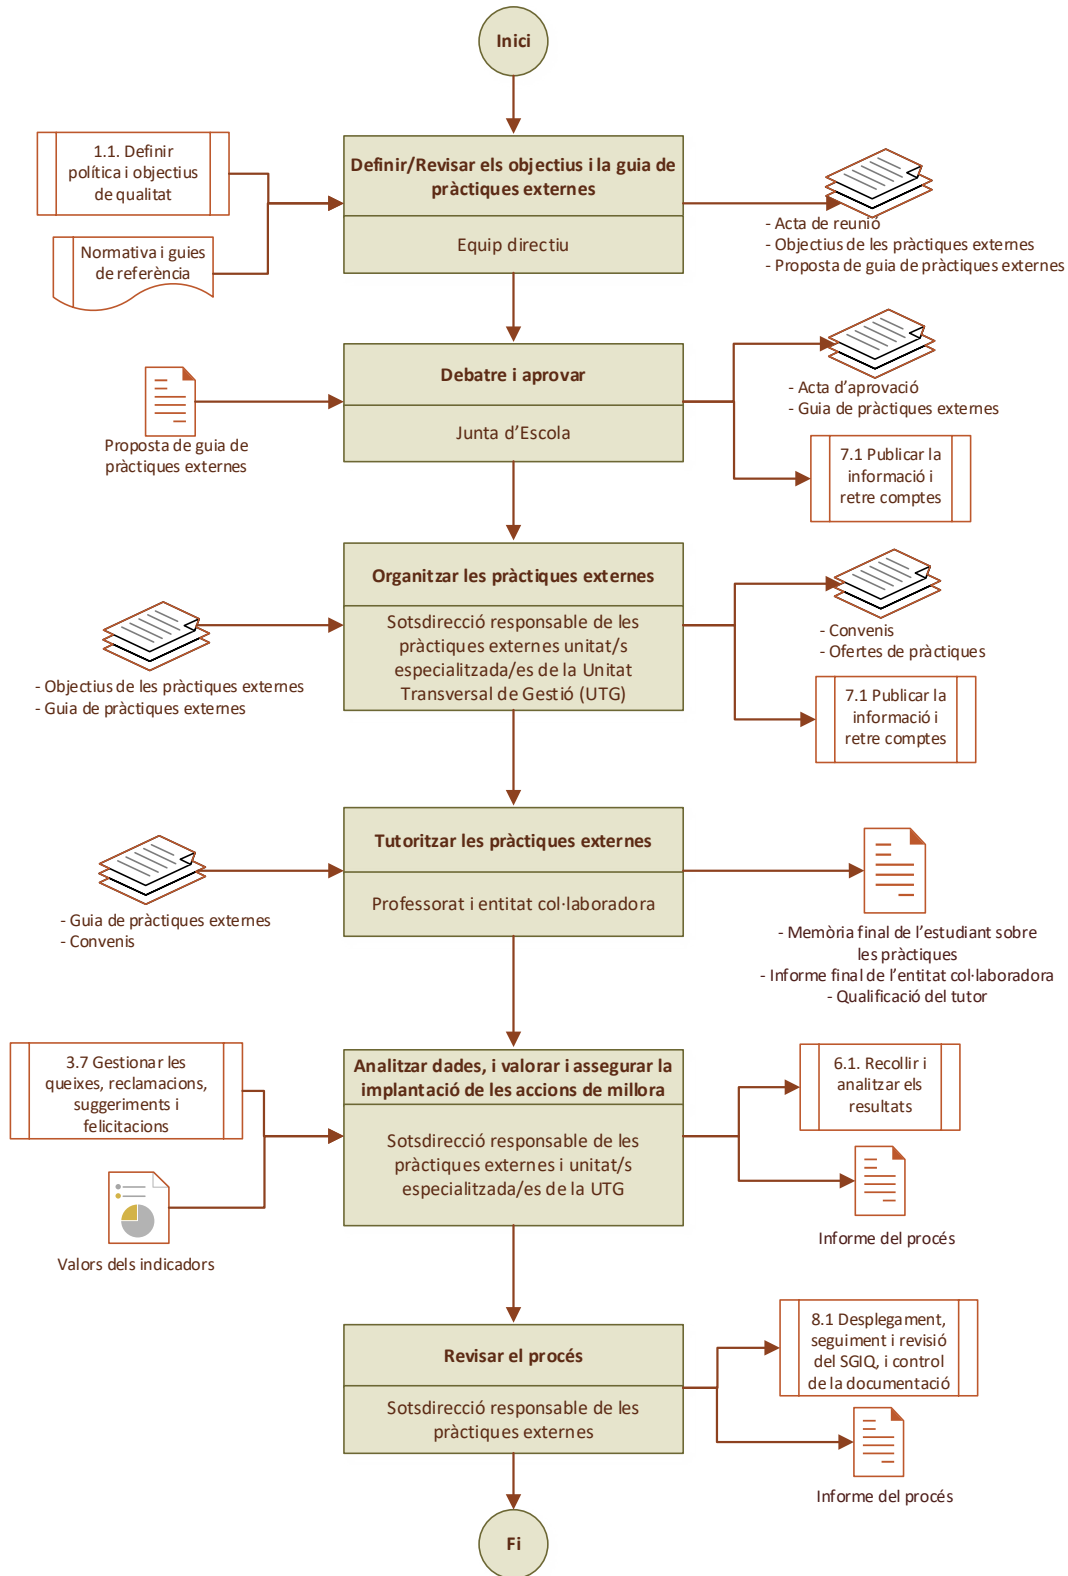 Inici
1.1. Definir
política i objectius
de qualitat
Normativa i guies
de referència
Definir/Revisar els objectius i la guia de
pràctiques externes
Equip directiu
- Acta de reunió
- Objectius de les pràctiques externes
- Proposta de guia de pràctiques externes
Proposta de guia de
pràctiques externes
Debatre i aprovar
Junta d’Escola
- Acta d’aprovació
- Guia de pràctiques externes
7.1 Publicar la
informació i
retre comptes
- Objectius de les pràctiques externes
- Guia de pràctiques externes
Organitzar les pràctiques externes
Sotsdirecció responsable de les
pràctiques externes unitat/s
especialitzada/es de la Unitat
Transversal de Gestió (UTG)
- Convenis
- Ofertes de pràctiques
7.1 Publicar la
informació i
retre comptes
- Guia de pràctiques externes
- Convenis
Tutoritzar les pràctiques externes
Professorat i entitat col·laboradora
- Memòria final de l’estudiant sobre
les pràctiques
- Informe final de l’entitat col·laboradora
- Qualificació del tutor
3.7 Gestionar les
queixes, reclamacions,
suggeriments i
felicitacions
Valors dels indicadors
Analitzar dades, i valorar i assegurar la
implantació de les accions de millora
Sotsdirecció responsable de les
pràctiques externes i unitat/s
especialitzada/es de la UTG
6.1. Recollir i
analitzar els
resultats
Informe del procés
Revisar el procés
Sotsdirecció responsable de les
pràctiques externes
8.1 Desplegament,
seguiment i revisió
del SGIQ, i control
de la documentació
Informe del procés
Fi